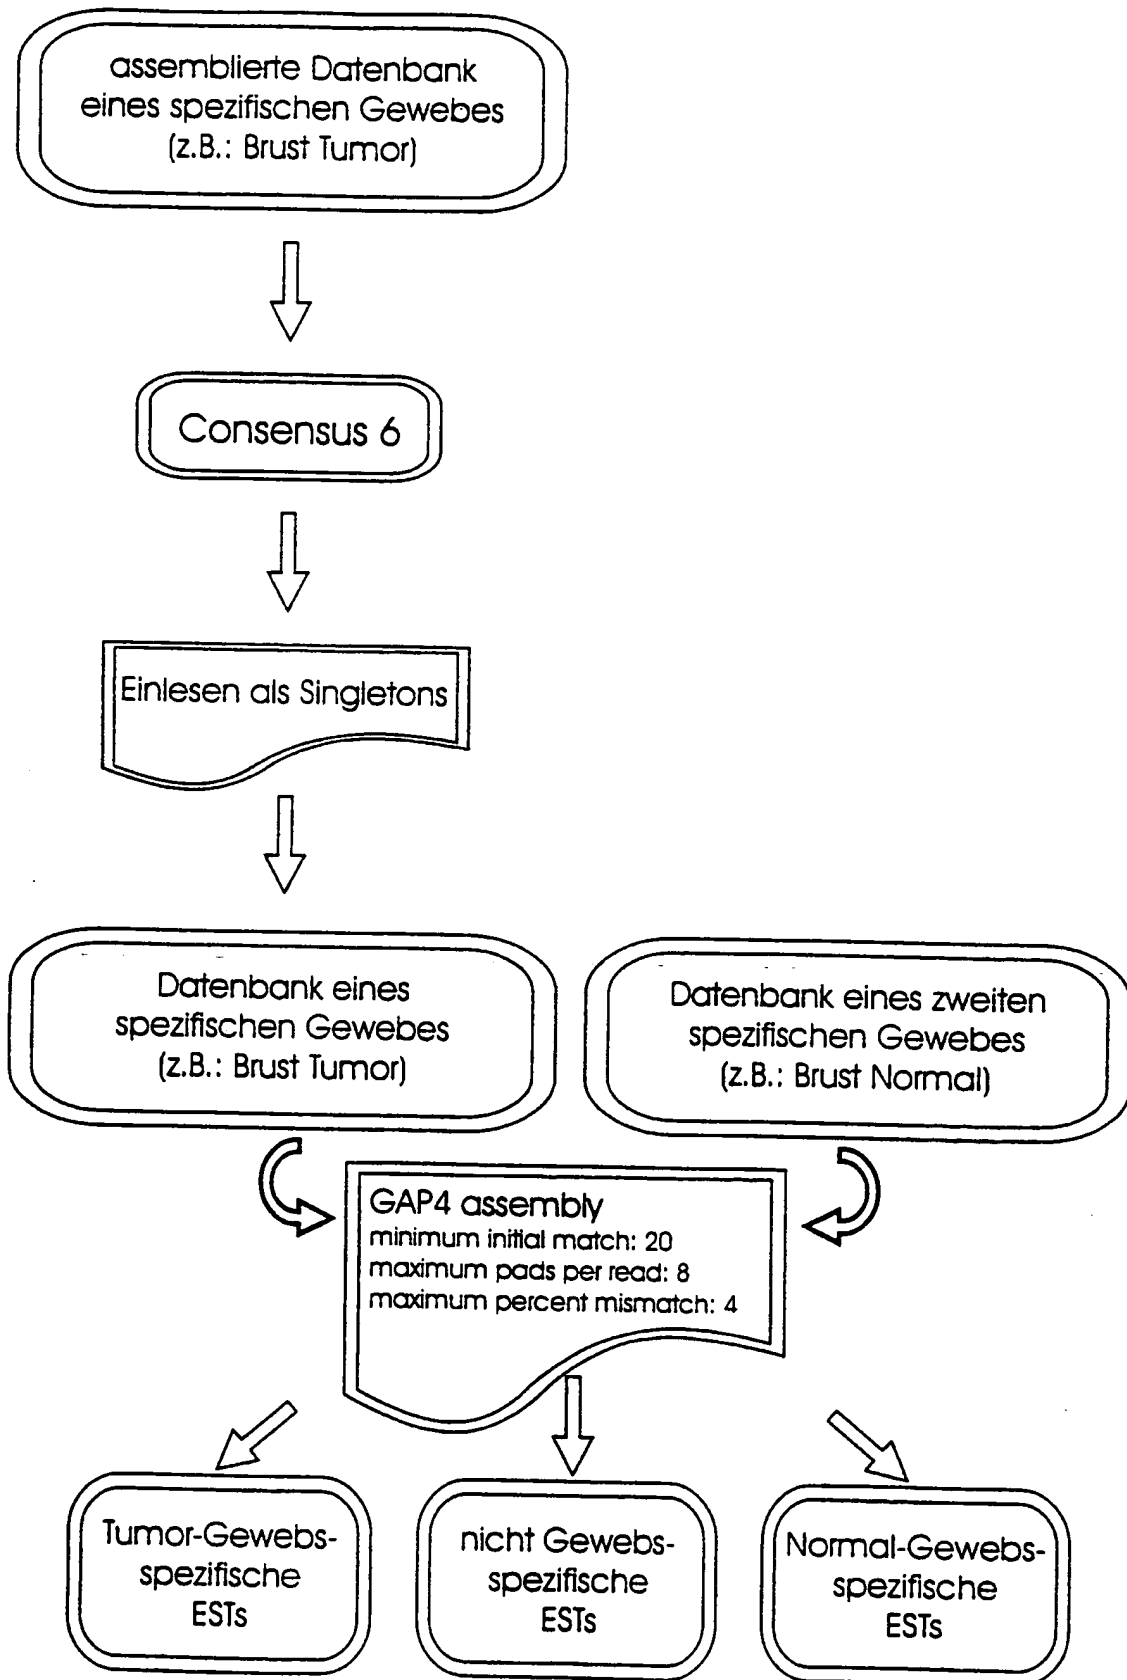 assemblierte Datenbank
eines spezifischen Gewebes
(z.B.: Brust Tumor)
Consensus 6
Einlesen als Singletons
Datenbank eines
spezifischen Gewebes
(z.B.: Brust Tumor)
Datenbank eines zweiten
spezifischen Gewebes
(z.B.: Brust Normal)
GAP4 assembly
minimum initial match: 20
maximum pads per read: 8
maximum percent mismatch: 4
Tumor-Gewebs-
spezifische
ESTs
nicht Gewebs-
spezifische
ESTs
Normal-Gewebs-
spezifische
ESTs